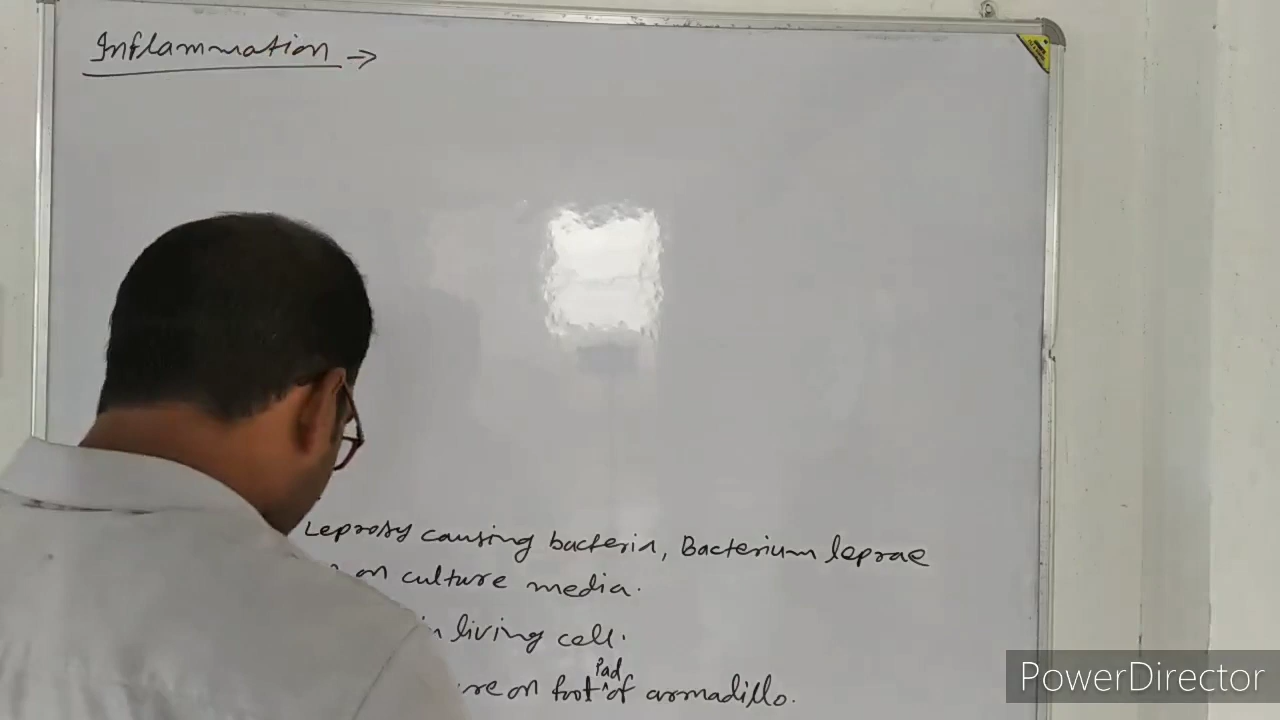 Inflammation →
Leprosy causing bacteria, Bacterium leprae
on culture media.
in living cell.
re on foot Pad of armadillo.
PowerDirector